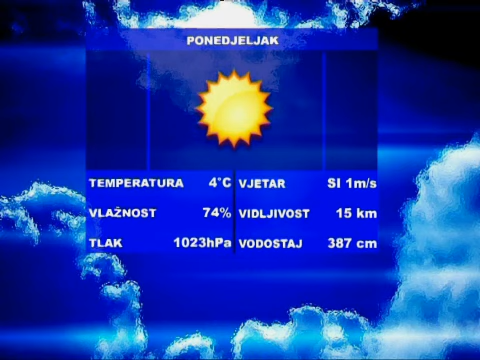 PONEDJELJAK
TEMPERATURA 4°C VJETAR SI 1m/s
VLAŽNOST 74% VIDLJIVOST 15 km
TLAK 1023hPa VODOSTAJ 387 cm